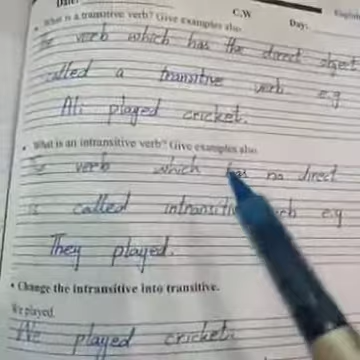 Date:
C.W
Day:
English
• What is a transitive verb? Give examples also.
The verb which has the direct object
called a transitive verb e.g
Ali played cricket.
• What is an intransitive verb? Give examples also.
The verb which has no direct
is called intransitive verb e.g
They played.
• Change the intransitive into transitive.
We played.
We played cricket.